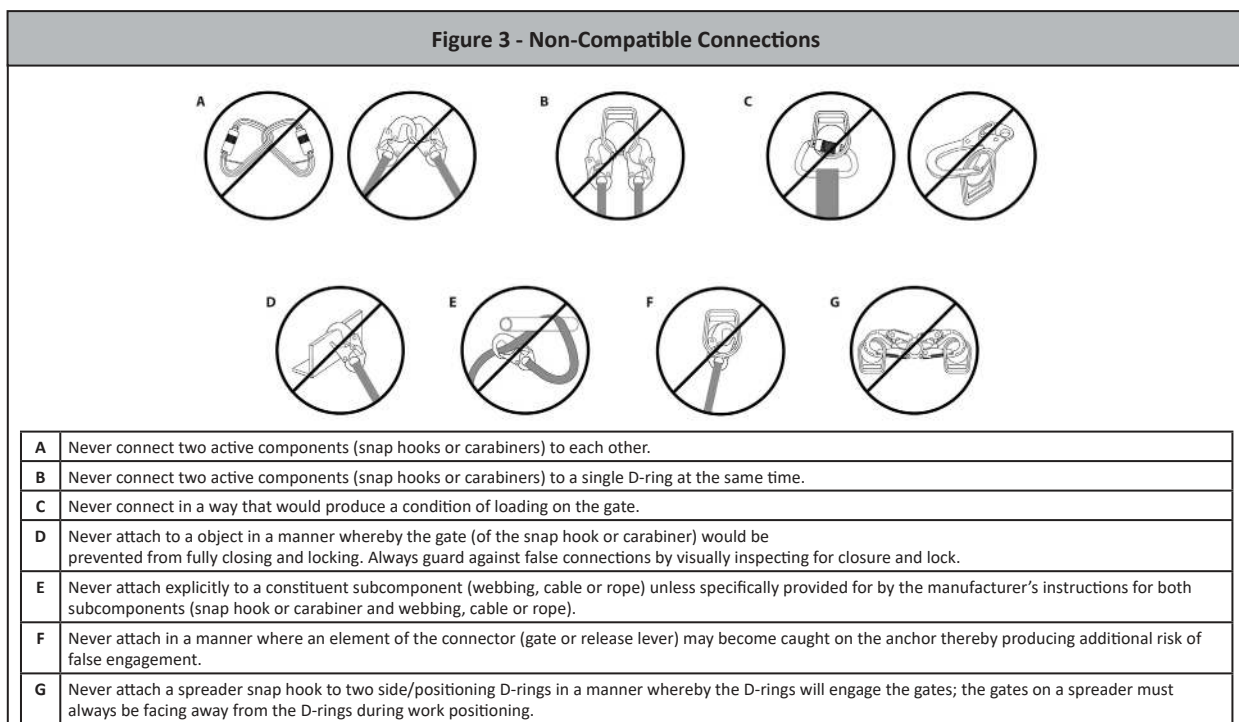 Figure 3 - Non-Compatible Connections
A
B
C
D
E
F
G
A Never connect two active components (snap hooks or carabiners) to each other.
B Never connect two active components (snap hooks or carabiners) to a single D-ring at the same time.
C Never connect in a way that would produce a condition of loading on the gate.
D Never attach to a object in a manner whereby the gate (of the snap hook or carabiner) would be
prevented from fully closing and locking. Always guard against false connections by visually inspecting for closure and lock.
E Never attach explicitly to a constituent subcomponent (webbing, cable or rope) unless specifically provided for by the manufacturer’s instructions for both
subcomponents (snap hook or carabiner and webbing, cable or rope).
F Never attach in a manner where an element of the connector (gate or release lever) may become caught on the anchor thereby producing additional risk of
false engagement.
G Never attach a spreader snap hook to two side/positioning D-rings in a manner whereby the D-rings will engage the gates; the gates on a spreader must
always be facing away from the D-rings during work positioning.